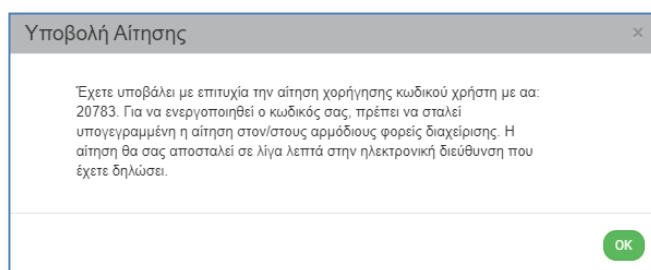 Υποβολή Αίτησης
×
Έχετε υποβάλει με επιτυχία την αίτηση χορήγησης κωδικού χρήστη με αα:
20783. Για να ενεργοποιηθεί ο κωδικός σας, πρέπει να σταλεί
υπογεγραμμένη η αίτηση στον/στους αρμόδιους φορείς διαχείρισης. Η
αίτηση θα σας αποσταλεί σε λίγα λεπτά στην ηλεκτρονική διεύθυνση που
έχετε δηλώσει.
OK